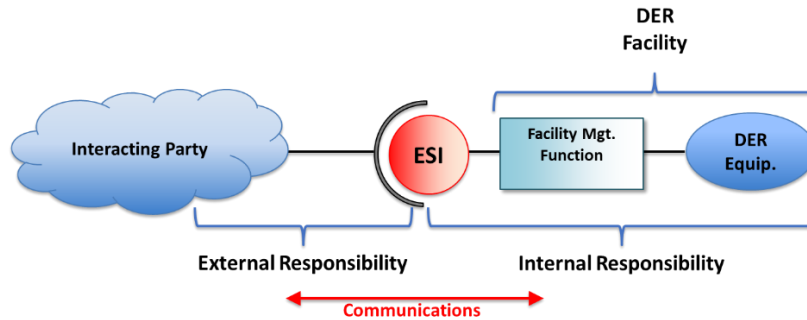 DER
Facility
Interacting Party
ESI
Facility Mgt.
Function
DER
Equip.
External Responsibility
Internal Responsibility
Communications